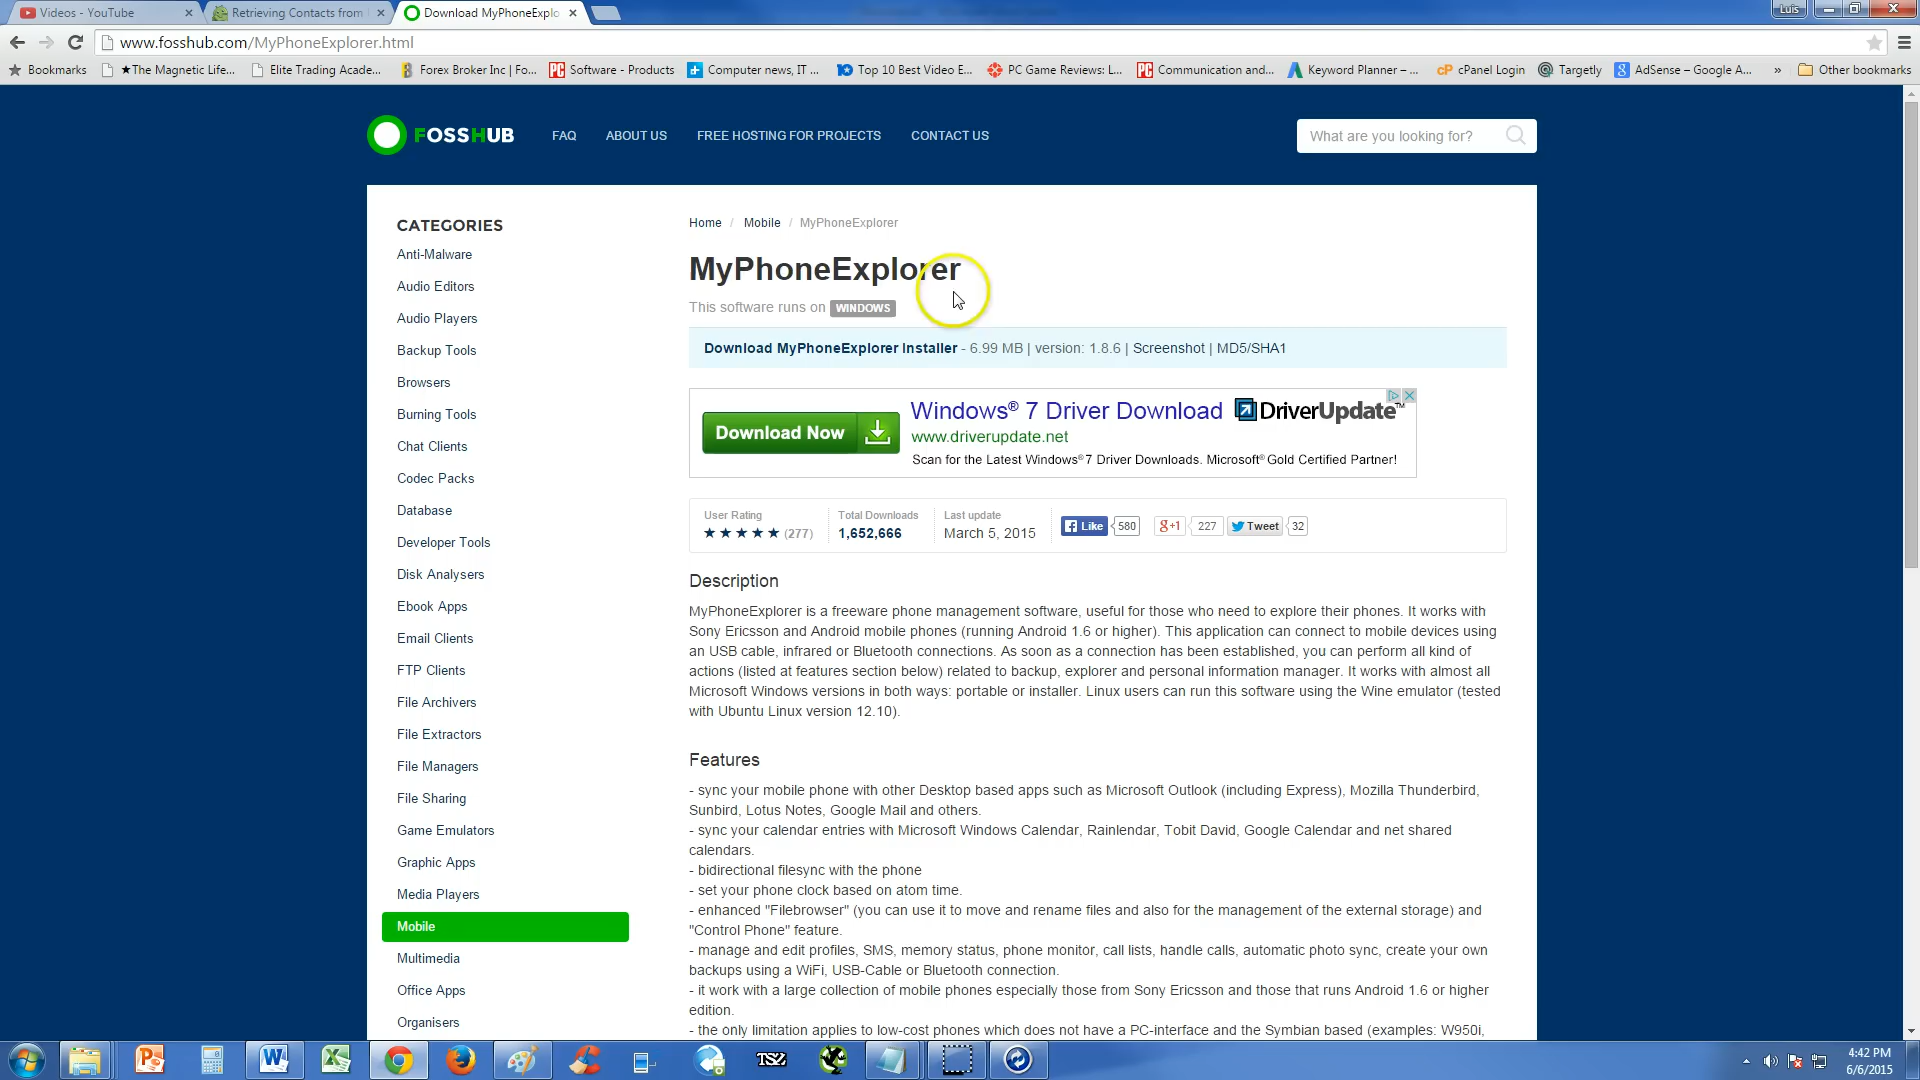 Videos - YouTube
Retrieving Contacts from
Download MyPhoneExplo
Luis
www.fosshub.com/MyPhoneExplorer.html
Bookmarks
★The Magnetic Life...
Elite Trading Acade...
Forex Broker Inc | Fo...
Software - Products
Computer news, IT ...
Top 10 Best Video E...
PC Game Reviews: L...
Communication and...
Keyword Planner – ...
cPanel Login
Targetly
AdSense – Google A...
»
Other bookmarks
FOSSHUB
FAQ
ABOUT US
FREE HOSTING FOR PROJECTS
CONTACT US
What are you looking for?
CATEGORIES
Anti-Malware
Audio Editors
Audio Players
Backup Tools
Browsers
Burning Tools
Chat Clients
Codec Packs
Database
Developer Tools
Disk Analysers
Ebook Apps
Email Clients
FTP Clients
File Archivers
File Extractors
File Managers
File Sharing
Game Emulators
Graphic Apps
Media Players
Mobile
Multimedia
Office Apps
Organisers
Home / Mobile / MyPhoneExplorer
MyPhoneExplorer
This software runs on WINDOWS
Download MyPhoneExplorer Installer - 6.99 MB | version: 1.8.6 | Screenshot | MD5/SHA1
Download Now
Windows® 7 Driver Download
DriverUpdate™
www.driverupdate.net
Scan for the Latest Windows® 7 Driver Downloads. Microsoft® Gold Certified Partner!
User Rating
★★★★★ (277)
Total Downloads
1,652,666
Last update
March 5, 2015
Like 580
g+1 227
Tweet 32
Description
MyPhoneExplorer is a freeware phone management software, useful for those who need to explore their phones. It works with
Sony Ericsson and Android mobile phones (running Android 1.6 or higher). This application can connect to mobile devices using
an USB cable, infrared or Bluetooth connections. As soon as a connection has been established, you can perform all kind of
actions (listed at features section below) related to backup, explorer and personal information manager. It works with almost all
Microsoft Windows versions in both ways: portable or installer. Linux users can run this software using the Wine emulator (tested
with Ubuntu Linux version 12.10).
Features
- sync your mobile phone with other Desktop based apps such as Microsoft Outlook (including Express), Mozilla Thunderbird,
Sunbird, Lotus Notes, Google Mail and others.
- sync your calendar entries with Microsoft Windows Calendar, Rainlendar, Tobit David, Google Calendar and net shared
calendars.
- bidirectional filesync with the phone
- set your phone clock based on atom time.
- enhanced "Filebrowser" (you can use it to move and rename files and also for the management of the external storage) and
"Control Phone" feature.
- manage and edit profiles, SMS, memory status, phone monitor, call lists, handle calls, automatic photo sync, create your own
backups using a WiFi, USB-Cable or Bluetooth connection.
- it work with a large collection of mobile phones especially those from Sony Ericsson and those that runs Android 1.6 or higher
edition.
- the only limitation applies to low-cost phones which does not have a PC-interface and the Symbian based (examples: W950i,
TS2
4:42 PM
6/6/2015